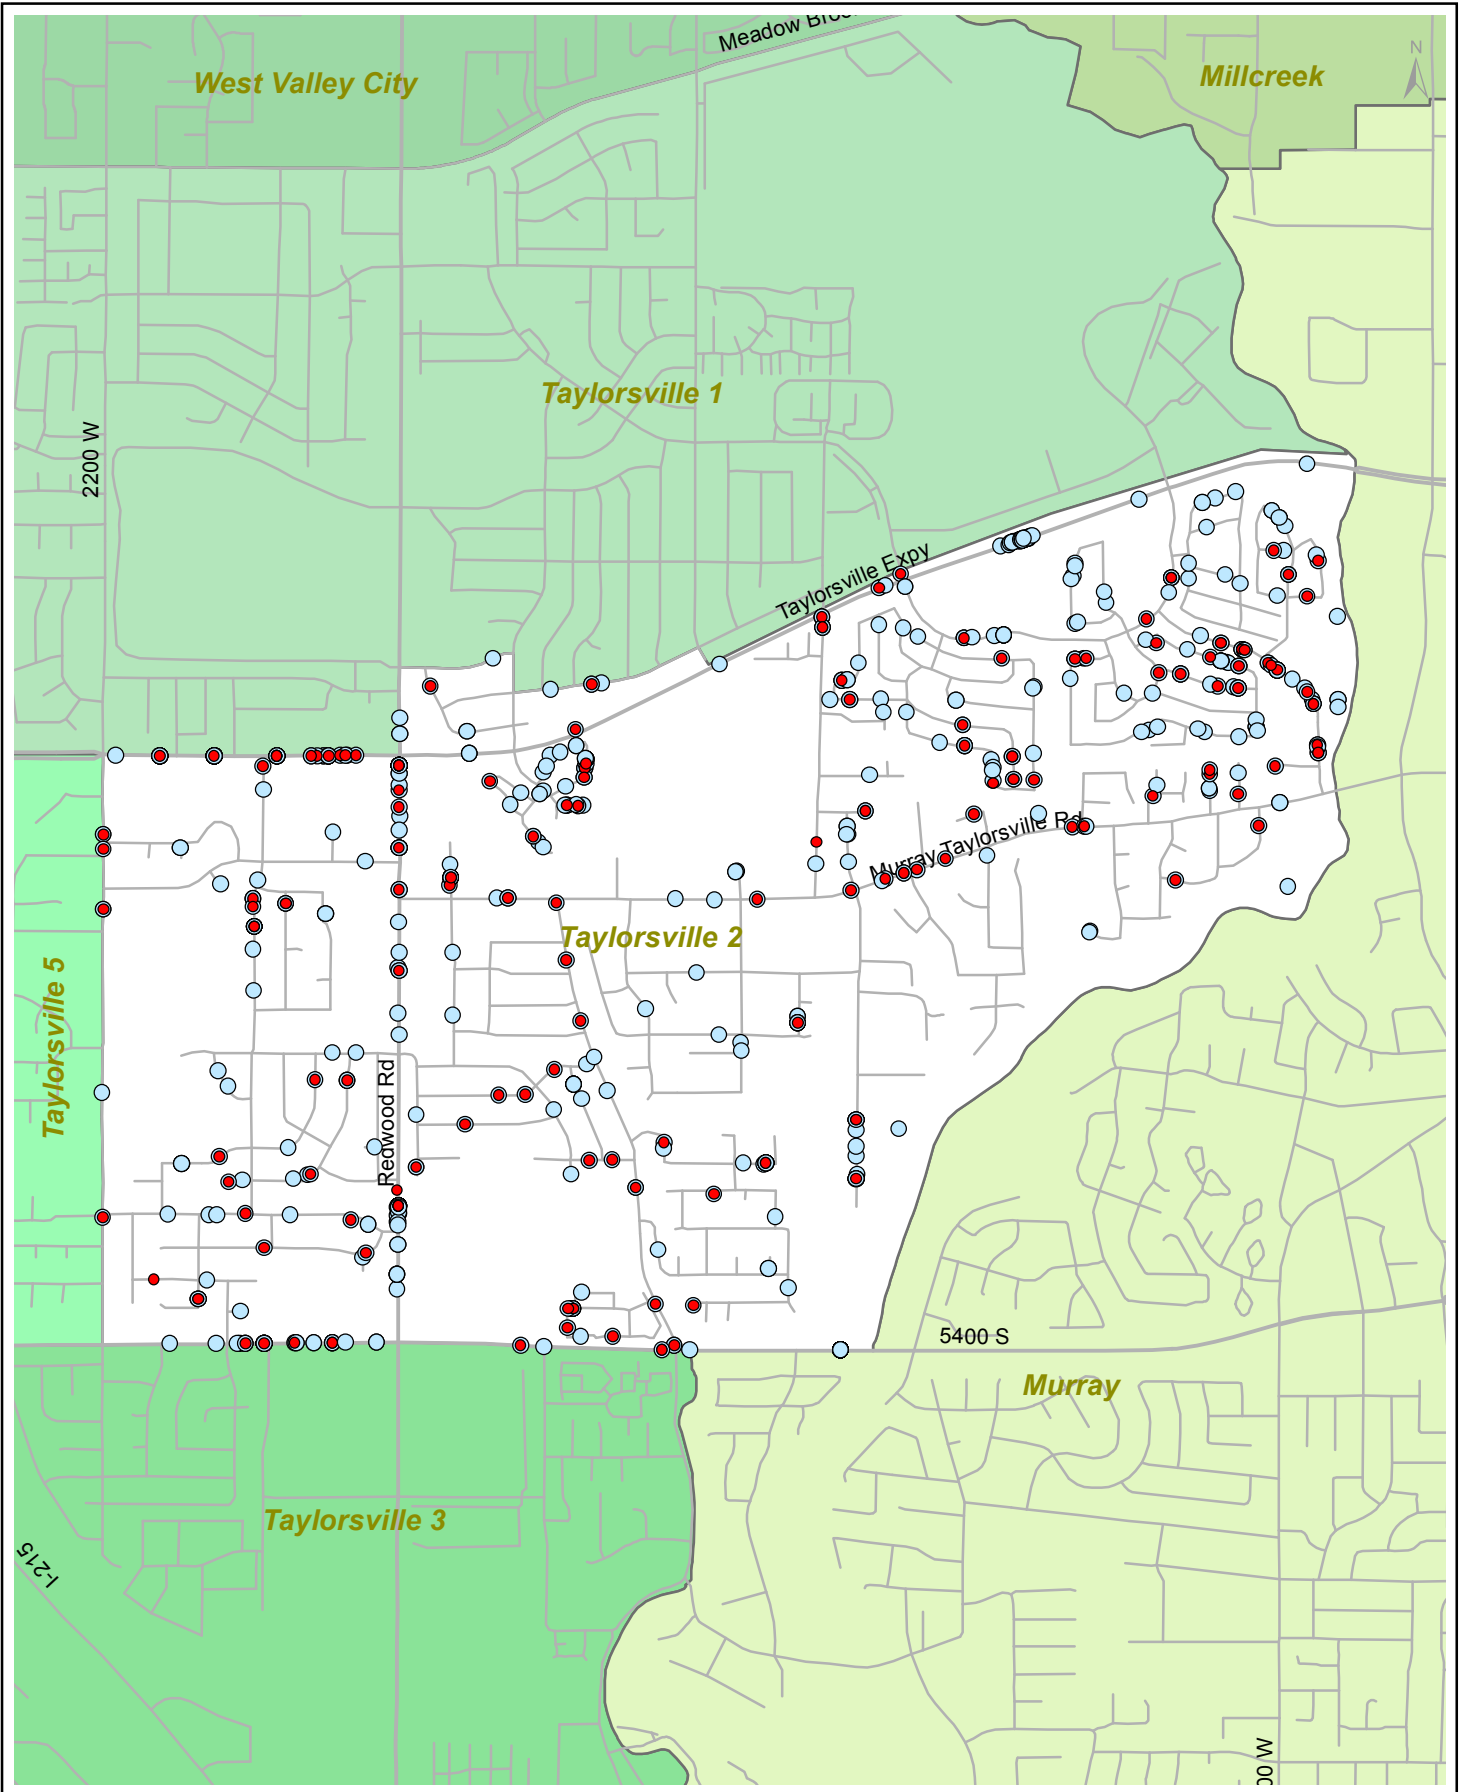 Meadow
West Valley City
Millcreek
N
Taylorsville 1
2200 W
Taylorsville Expy
Murray Taylorsville Rd
Taylorsville 2
Taylorsville 5
Redwood Rd
5400 S
Murray
Taylorsville 3
I-215
00 W